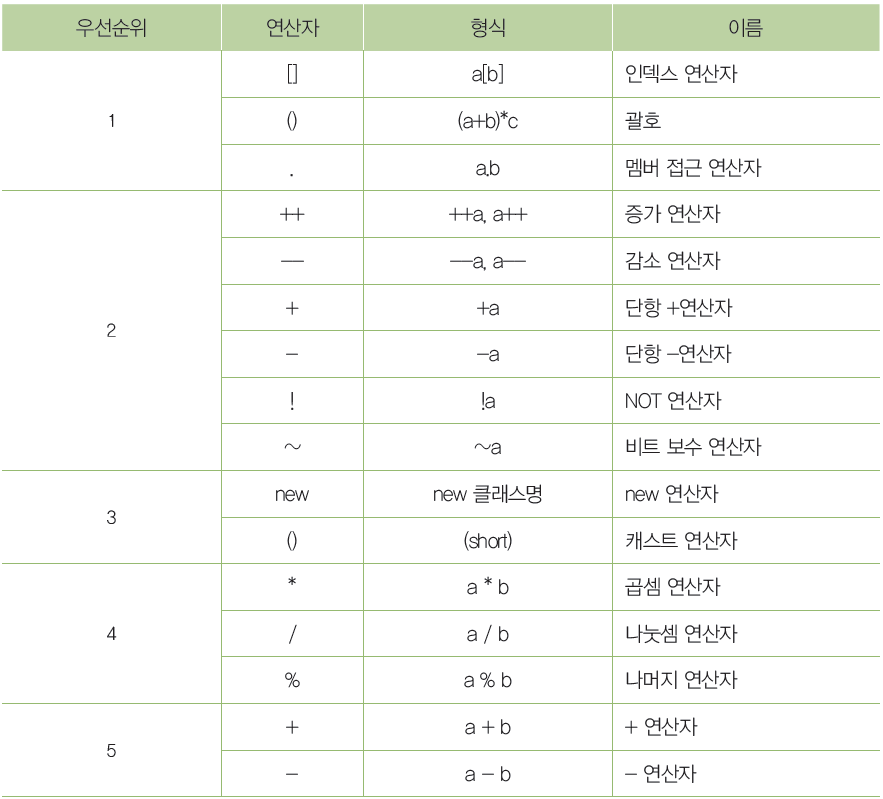 우선순위 연산자 형식 이름
1 [] a[b] 인덱스 연산자
() (a+b)*c 괄호
. a.b 멤버 접근 연산자
2 ++ ++a, a++ 증가 연산자
-- --a, a-- 감소 연산자
+ +a 단항 +연산자
- -a 단항 -연산자
! !a NOT 연산자
~ ~a 비트 보수 연산자
3 new new 클래스명 new 연산자
() (short) 캐스트 연산자
4 * a * b 곱셈 연산자
/ a / b 나눗셈 연산자
% a % b 나머지 연산자
5 + a + b + 연산자
- a - b - 연산자